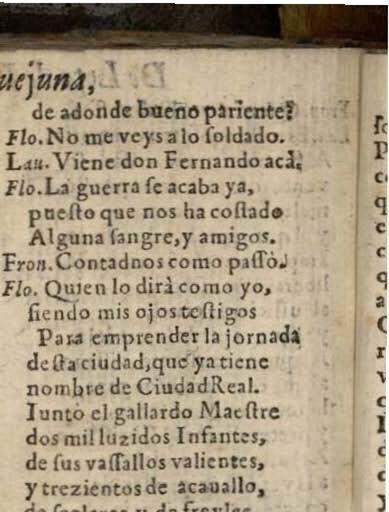 uejuna,
de adonde bueno pariente?
Flo. No me veys a lo soldado.
Lau. Viene don Fernando acà.
Flo. La guerra ſe acaba ya,
pueſto que nos ha coſtado
Alguna ſangre, y amigos.
Fron. Contadnos como paſſò.
Flo. Quien lo dirà como yo,
ſiendo mis ojos teſtigos
Para emprender la jornada
deſta ciudad, que ya tiene
nombre de Ciudad Real.
Iuntò el gallardo Maeſtre
dos mil luzidos Infantes,
de ſus vaſſallos valientes,
y trezientos de acauallo,